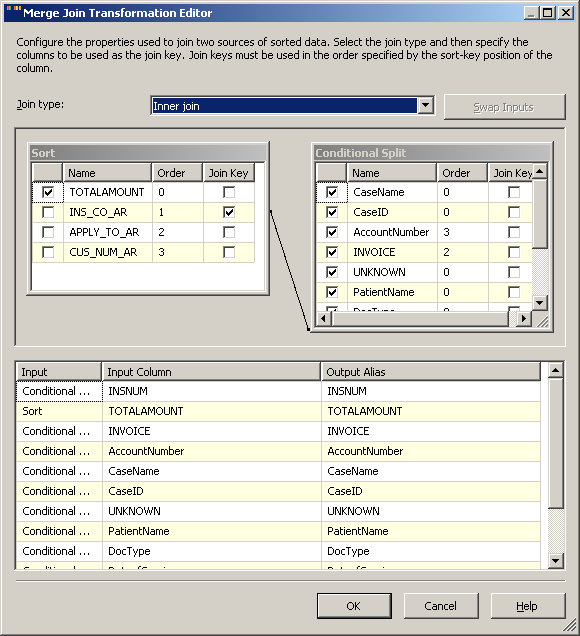 Merge Join Transformation Editor
Configure the properties used to join two sources of sorted data. Select the join type and then specify the
columns to be used as the join key. Join keys must be used in the order specified by the sort-key position of the
column.
Join type: Inner join Swap Inputs
Sort
Name Order Join Key
TOTALAMOUNT 0
INS_CO_AR 1
APPLY_TO_AR 2
CUS_NUM_AR 3
Conditional Split
Name Order Join Key
CaseName 0
CaseID 0
AccountNumber 3
INVOICE 2
UNKNOWN 0
PatientName 0
DocType 0
Input Input Column Output Alias
Conditional ... INSNUM INSNUM
Sort TOTALAMOUNT TOTALAMOUNT
Conditional ... INVOICE INVOICE
Conditional ... AccountNumber AccountNumber
Conditional ... CaseName CaseName
Conditional ... CaseID CaseID
Conditional ... UNKNOWN UNKNOWN
Conditional ... PatientName PatientName
Conditional ... DocType DocType
Conditional ...
OK Cancel Help